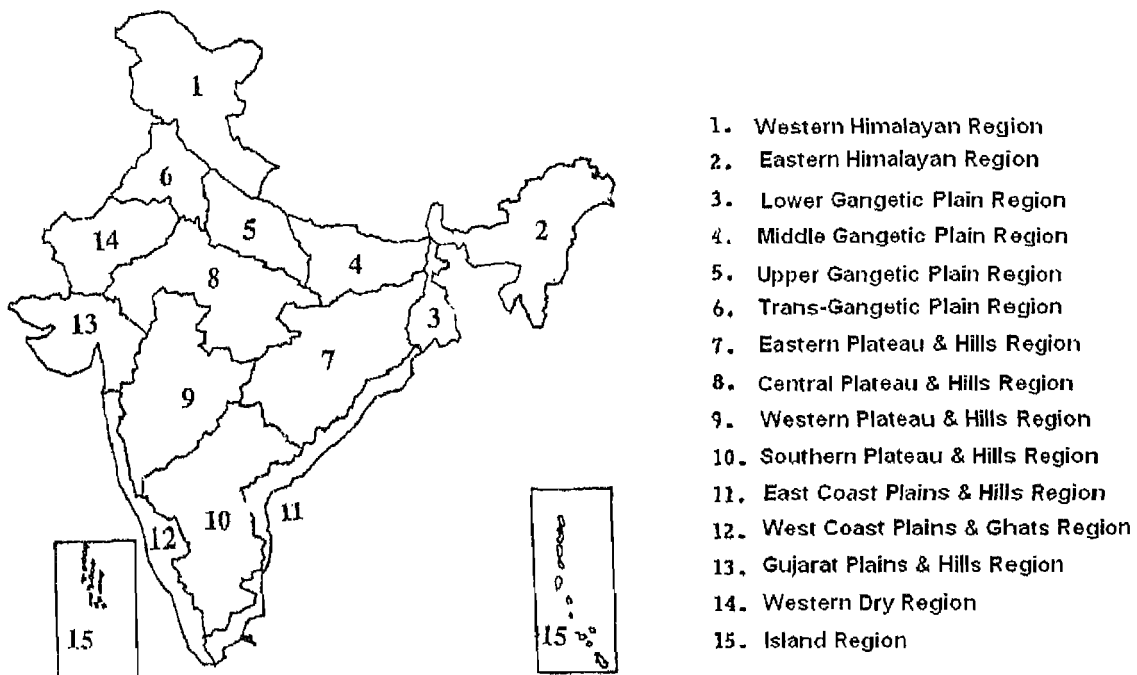 1
6
14
5
2
4
8
13
3
7
9
10
11
12
15
15
1. Western Himalayan Region
2. Eastern Himalayan Region
3. Lower Gangetic Plain Region
4. Middle Gangetic Plain Region
5. Upper Gangetic Plain Region
6. Trans-Gangetic Plain Region
7. Eastern Plateau & Hills Region
8. Central Plateau & Hills Region
9. Western Plateau & Hills Region
10. Southern Plateau & Hills Region
11. East Coast Plains & Hills Region
12. West Coast Plains & Ghats Region
13. Gujarat Plains & Hills Region
14. Western Dry Region
15. Island Region